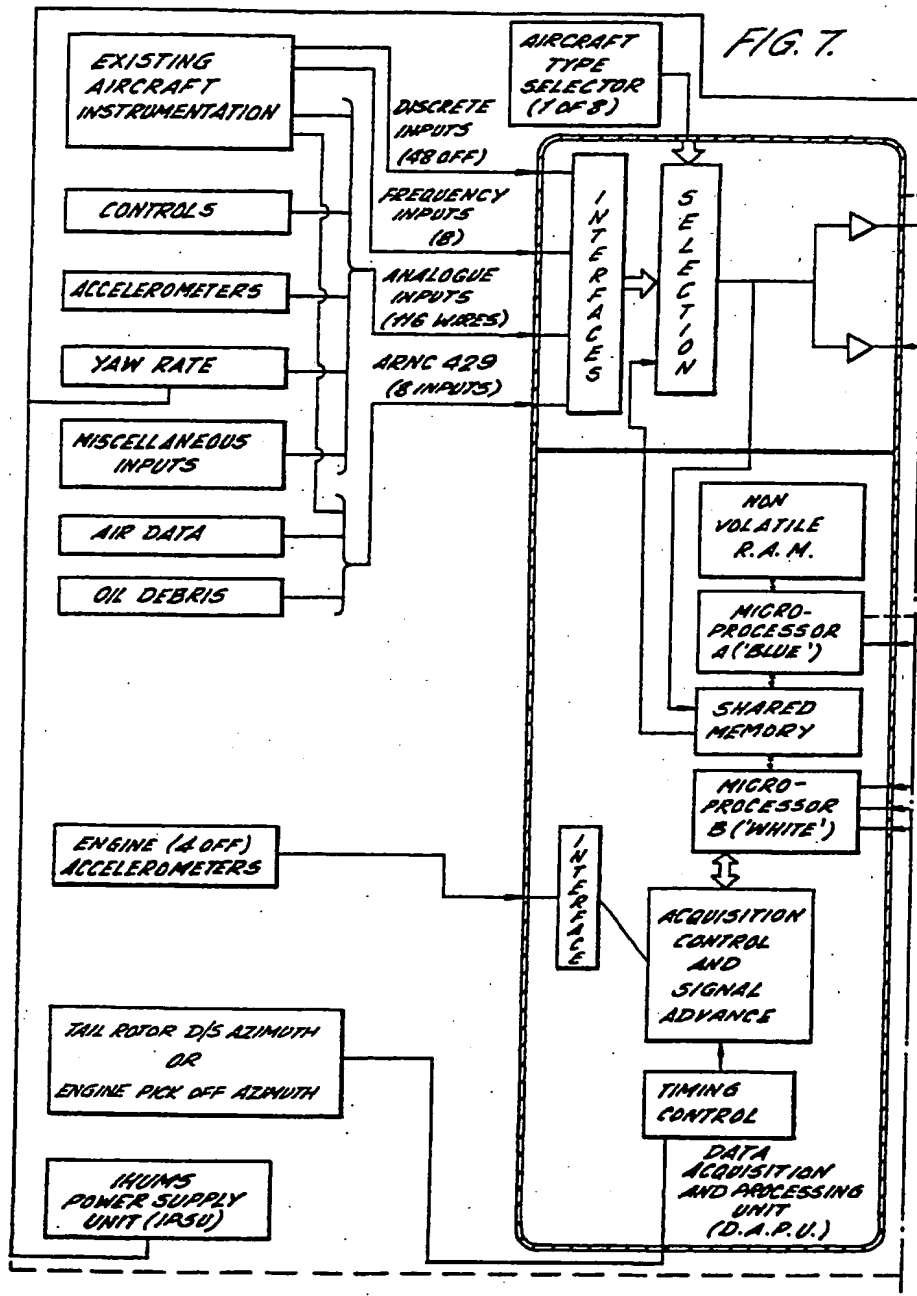 FIG. 7.
EXISTING
AIRCRAFT
INSTRUMENTATION
CONTROLS
ACCELEROMETERS
YAW RATE
MISCELLANEOUS
INPUTS
AIR DATA
OIL DEBRIS
ENGINE (4 OFF)
ACCELEROMETERS
TAIL ROTOR D/S AZIMUTH
OR
ENGINE PICK OFF AZIMUTH
IHUMS
POWER SUPPLY
UNIT (IPSU)
DISCRETE
INPUTS
(48 OFF)
FREQUENCY
INPUTS
(8)
ANALOGUE
INPUTS
(116 WIRES)
ARNC 429
(8 INPUTS)
AIRCRAFT
TYPE
SELECTOR
(1 OF 8)
INTERFACES
SELECTION
NON
VOLATILE
R.A.M.
MICRO-
PROCESSOR
A ('BLUE')
SHARED
MEMORY
MICRO-
PROCESSOR
B ('WHITE')
INTERFACE
ACQUISITION
CONTROL
AND
SIGNAL
ADVANCE
TIMING
CONTROL
DATA
ACQUISITION
AND PROCESSING
UNIT
(D.A.P.U.)